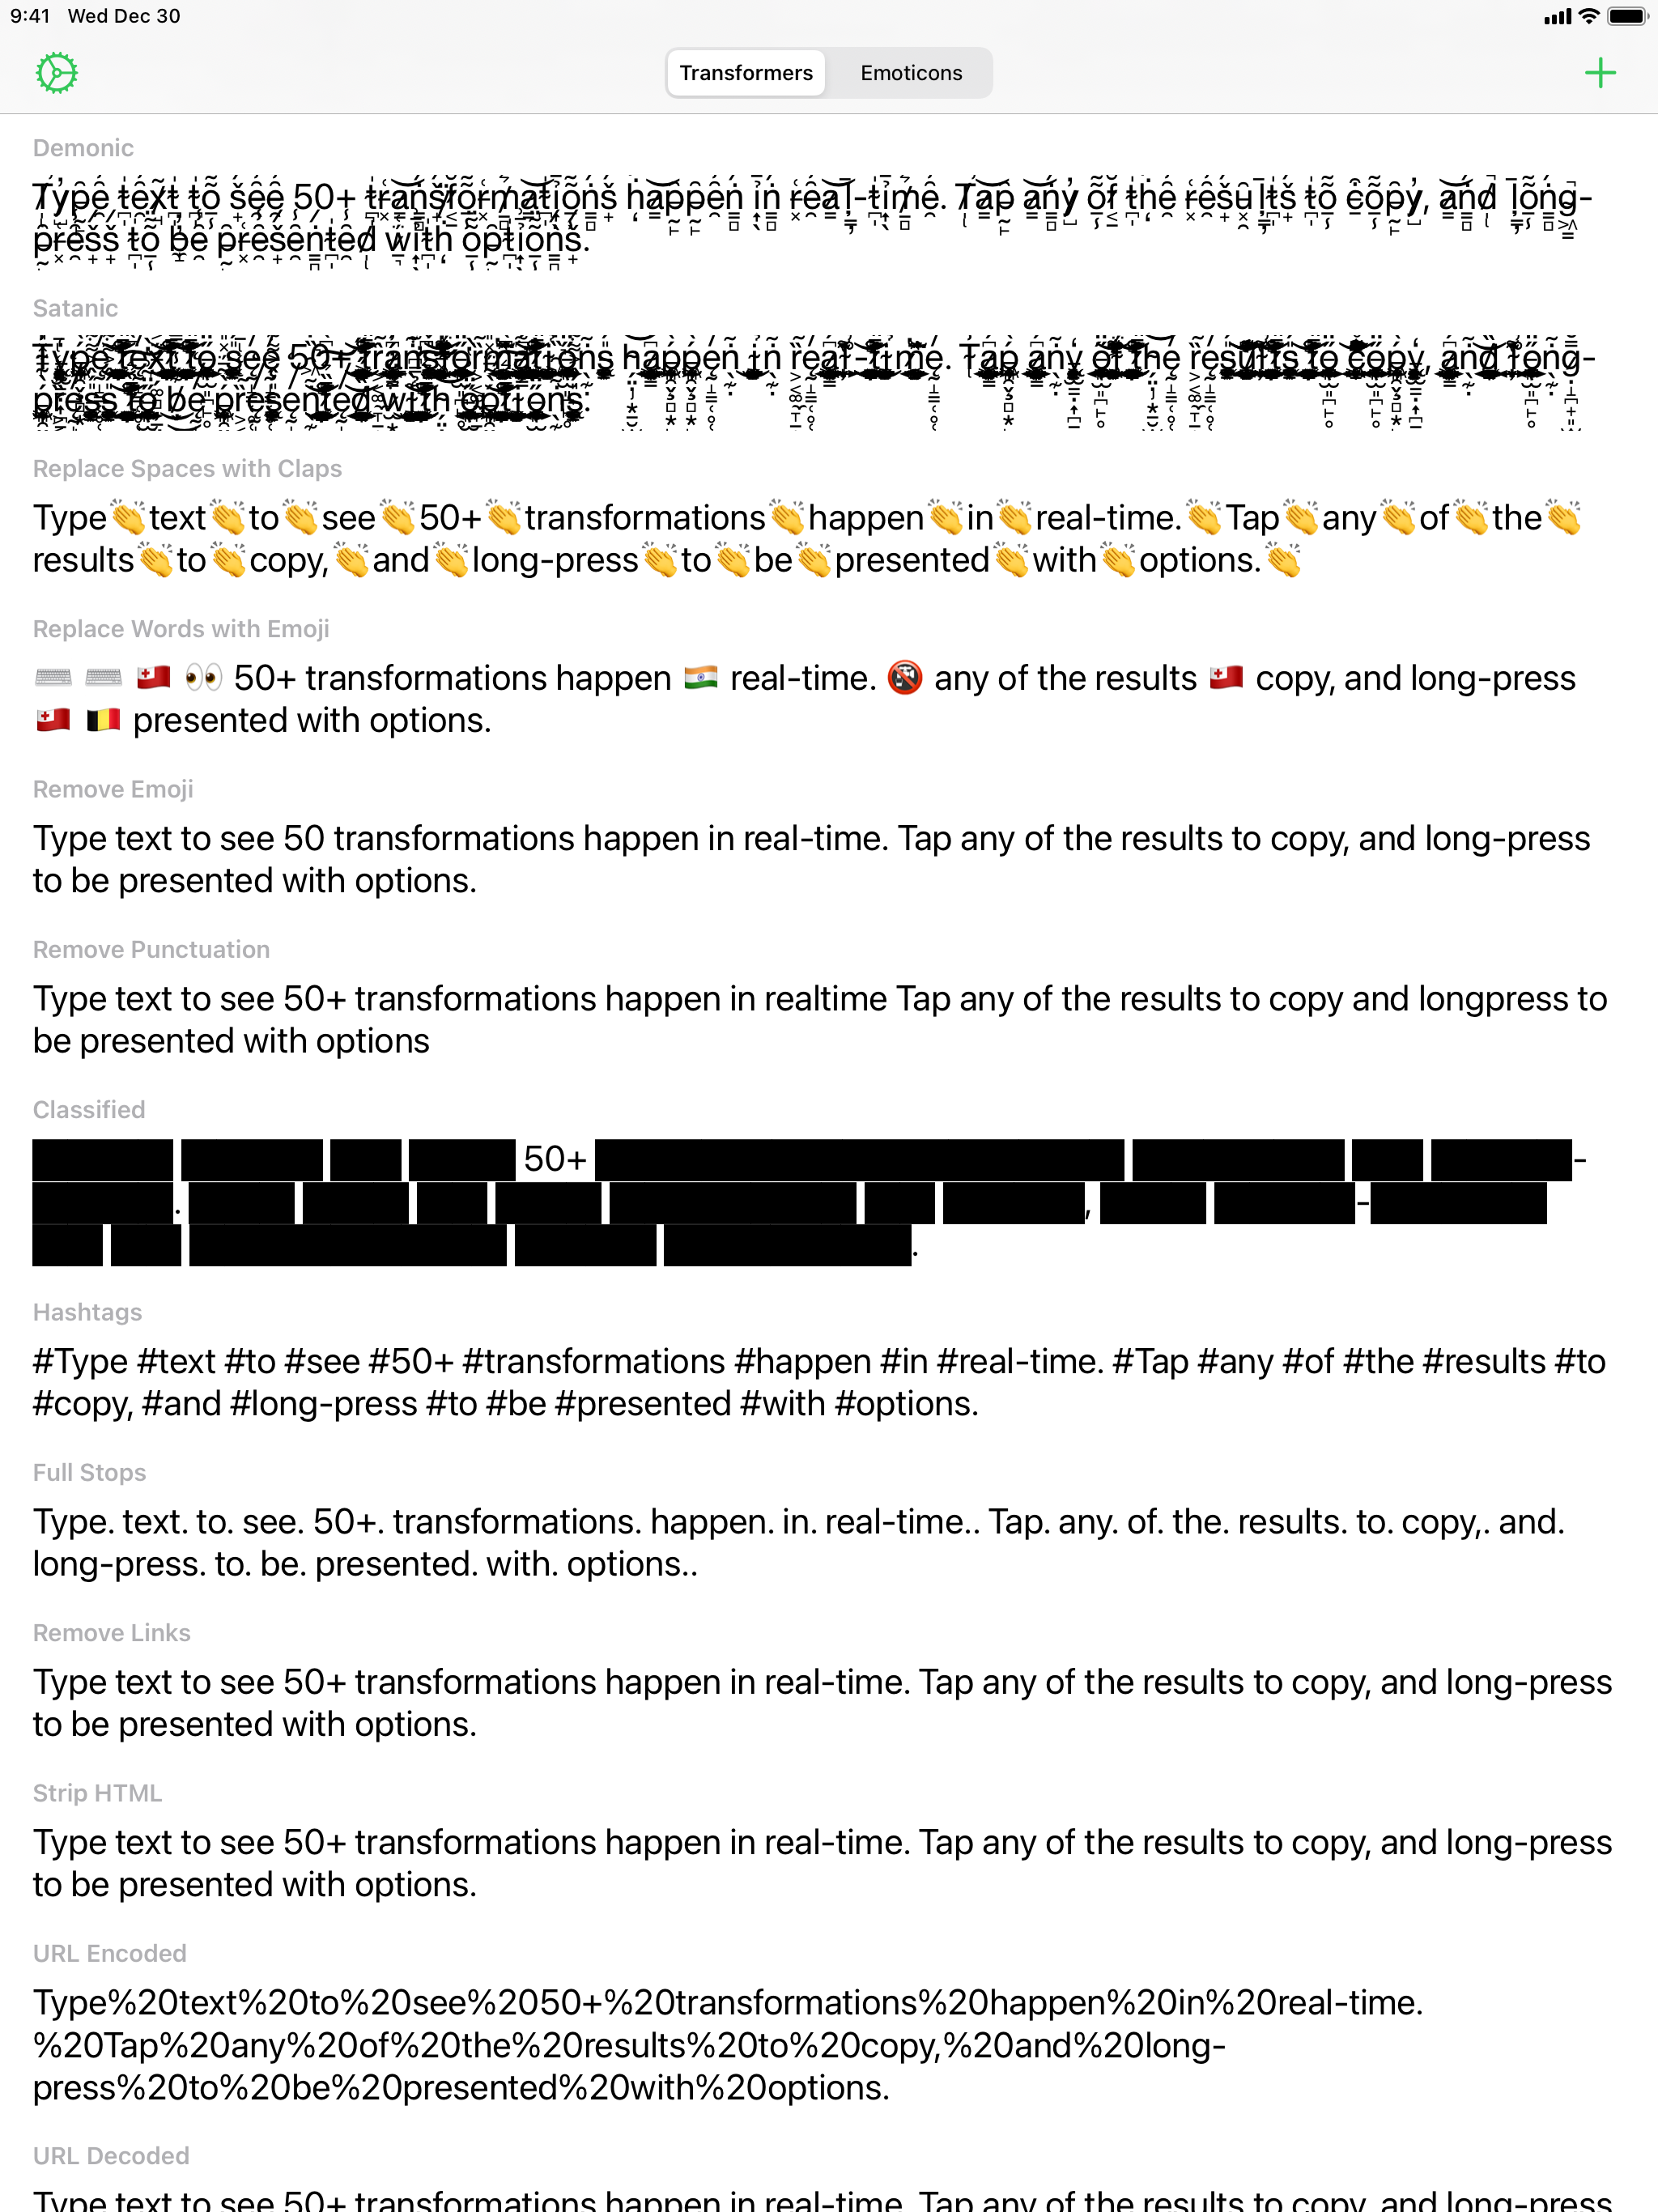 9:41 Wed Dec 30
Transformers Emoticons
Demonic
Type text to see 50+ transformations happen in real-time. Tap any of the results to copy, and long-
press to be presented with options.
Satanic
Type text to see 50+ transformations happen in real-time. Tap any of the results to copy, and long-
press to be presented with options.
Replace Spaces with Claps
Type👏text👏to👏see👏50+👏transformations👏happen👏in👏real-time.👏Tap👏any👏of👏the👏
results👏to👏copy,👏and👏long-press👏to👏be👏presented👏with👏options.👏
Replace Words with Emoji
⌨️ ⌨️ 🇹🇴 👀 50+ transformations happen 🇮🇳 real-time. 🚱 any of the results 🇹🇴 copy, and long-press
🇹🇴 🇧🇪 presented with options.
Remove Emoji
Type text to see 50 transformations happen in real-time. Tap any of the results to copy, and long-press
to be presented with options.
Remove Punctuation
Type text to see 50+ transformations happen in realtime Tap any of the results to copy and longpress to
be presented with options
Classified
████ ████ ██ ███ 50+ ███████████████ ██████ ██ ████-
████. ███ ███ ██ ███ ███████ ██ ████, ███ ████-█████
██ ██ █████████ ████ ███████.
Hashtags
#Type #text #to #see #50+ #transformations #happen #in #real-time. #Tap #any #of #the #results #to
#copy, #and #long-press #to #be #presented #with #options.
Full Stops
Type. text. to. see. 50+. transformations. happen. in. real-time.. Tap. any. of. the. results. to. copy,. and.
long-press. to. be. presented. with. options..
Remove Links
Type text to see 50+ transformations happen in real-time. Tap any of the results to copy, and long-press
to be presented with options.
Strip HTML
Type text to see 50+ transformations happen in real-time. Tap any of the results to copy, and long-press
to be presented with options.
URL Encoded
Type%20text%20to%20see%2050+%20transformations%20happen%20in%20real-time.
%20Tap%20any%20of%20the%20results%20to%20copy,%20and%20long-
press%20to%20be%20presented%20with%20options.
URL Decoded
Type text to see 50+ transformations happen in real-time. Tap any of the results to copy, and long-press